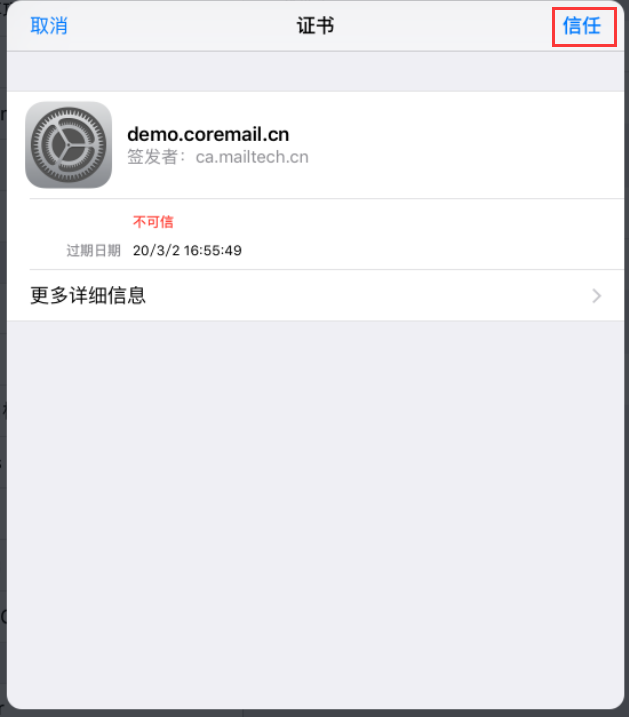 取消
证书
信任
demo.coremail.cn
签发者：ca.mailtech.cn
不可信
过期日期 20/3/2 16:55:49
更多详细信息